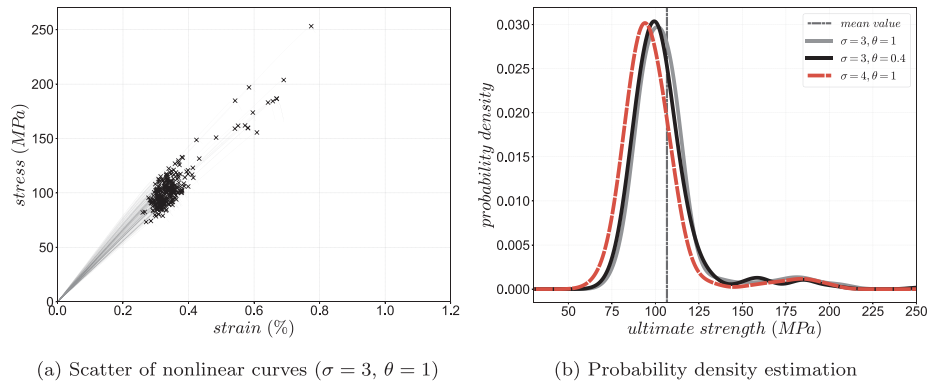 250
200
150
100
50
0
stress (MPa)
0.0 0.2 0.4 0.6 0.8 1.0 1.2
strain (%)
(a) Scatter of nonlinear curves (σ = 3, θ = 1)
0.030
0.025
0.020
0.015
0.010
0.005
0.000
probability density
mean value
σ = 3, θ = 1
σ = 3, θ = 0.4
σ = 4, θ = 1
50 75 100 125 150 175 200 225 250
ultimate strength (MPa)
(b) Probability density estimation